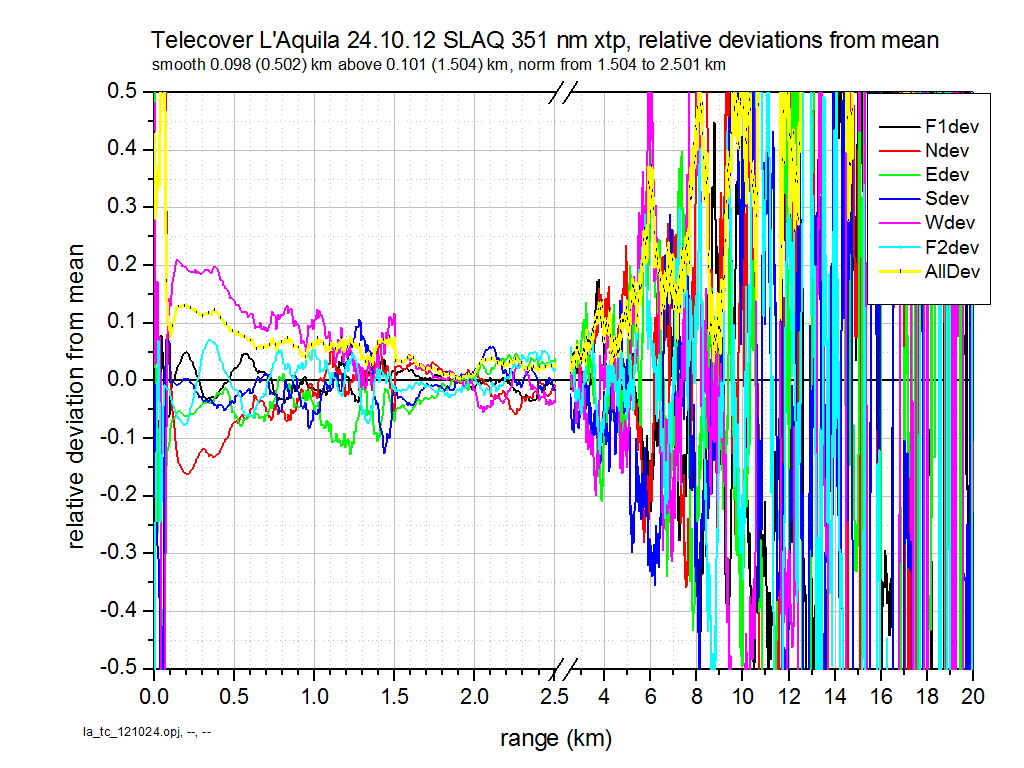 Telecover L'Aquila 24.10.12 SLAQ 351 nm xtp, relative deviations from mean
smooth 0.098 (0.502) km above 0.101 (1.504) km, norm from 1.504 to 2.501 km
0.5
0.4
0.3
0.2
0.1
0.0
-0.1
-0.2
-0.3
-0.4
-0.5
relative deviation from mean
F1dev
Ndev
Edev
Sdev
Wdev
F2dev
AllDev
0.0 0.5 1.0 1.5 2.0 2.5 4 6 8 10 12 14 16 18 20
range (km)
la_tc_121024.opj, --, --